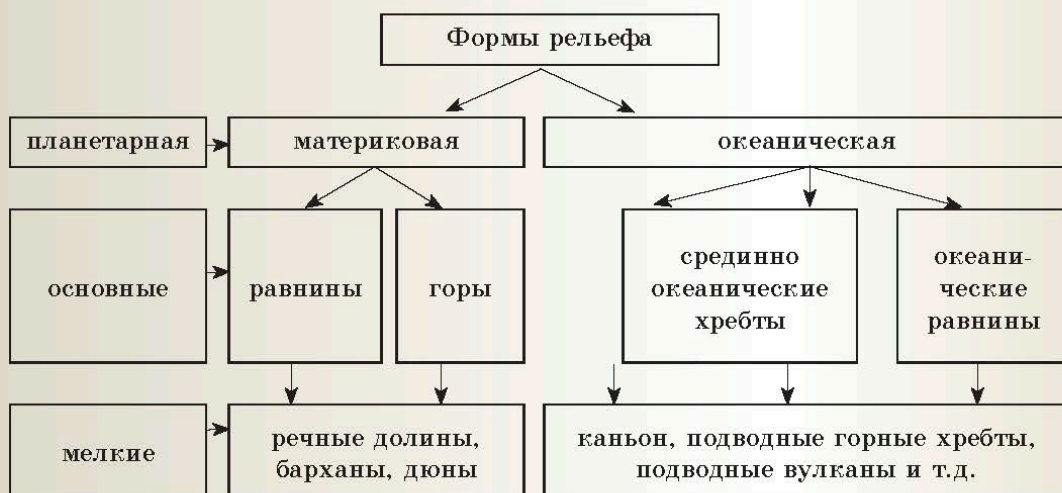 Формы рельефа
планетарная
материковая
океаническая
основные
равнины
горы
срединно
океанические
хребты
океани-
ческие
равнины
мелкие
речные долины,
барханы, дюны
каньон, подводные горные хребты,
подводные вулканы и т.д.